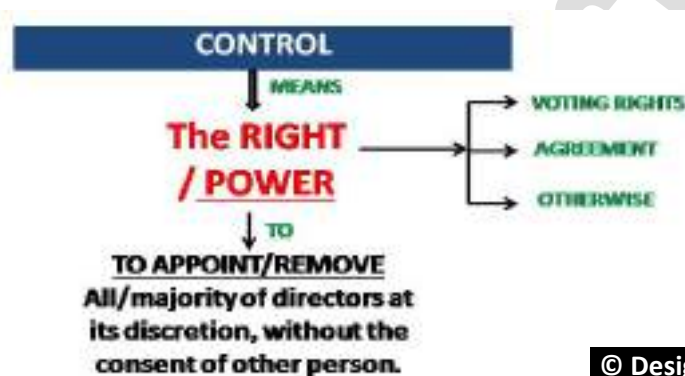 CONTROL
MEANS
The RIGHT
/ POWER
VOTING RIGHTS
AGREEMENT
OTHERWISE
TO
TO APPOINT/REMOVE
All/majority of directors at
its discretion, without the
consent of other person.
© Desig